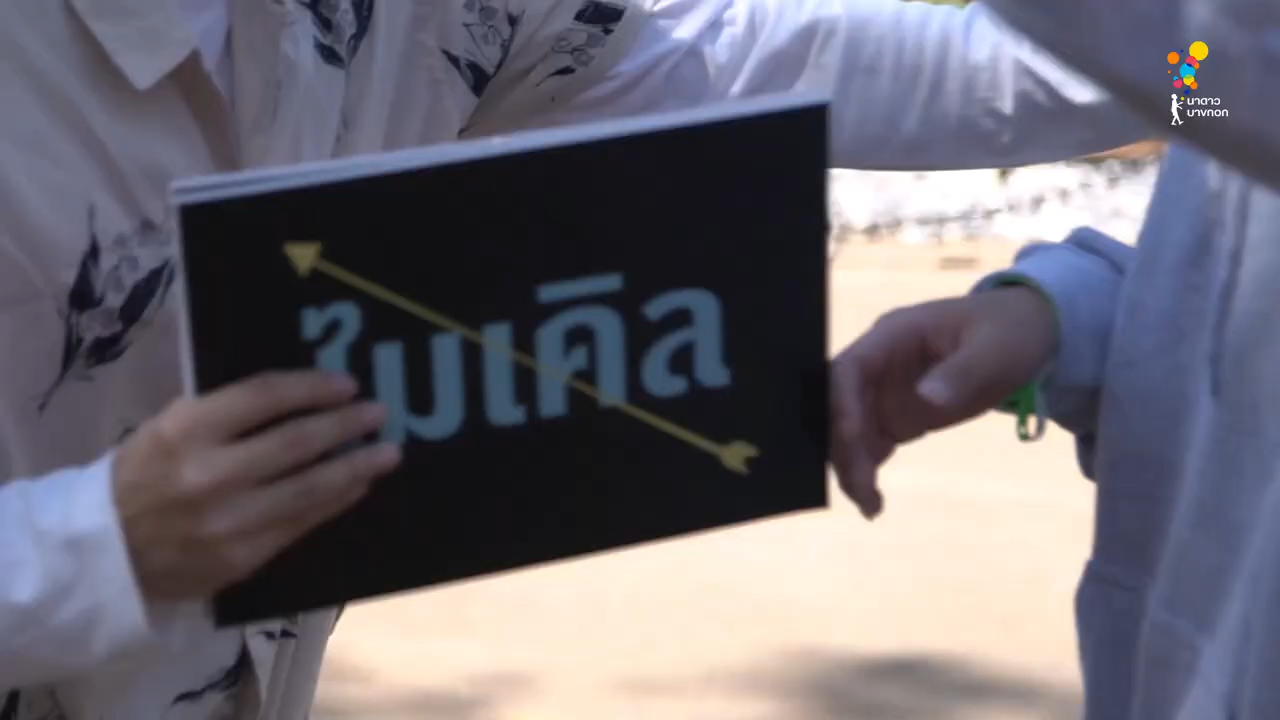 นาดาว
บางกอก
ไมเคิล